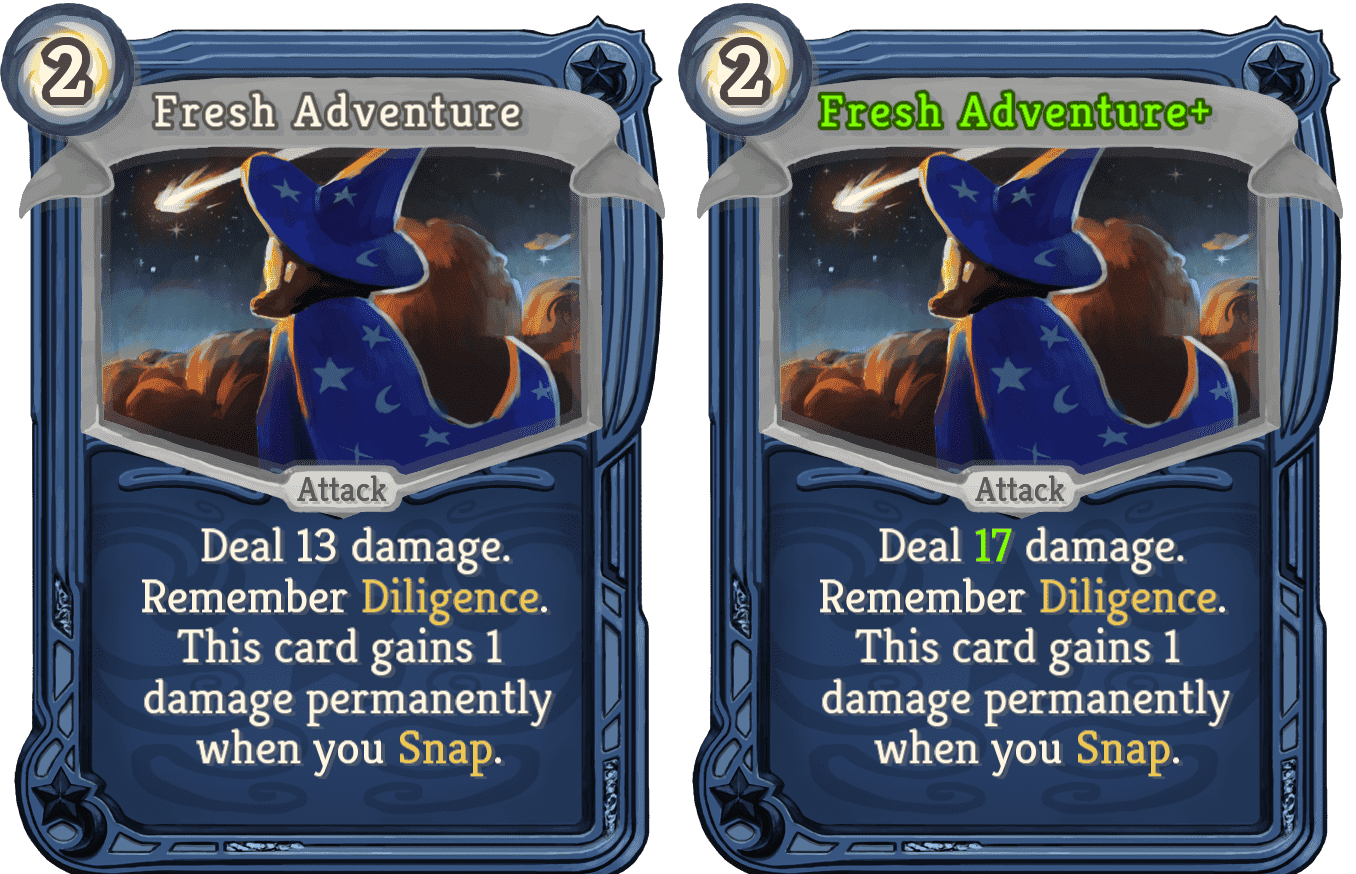 2
Fresh Adventure
Attack
Deal 13 damage.
Remember Diligence.
This card gains 1
damage permanently
when you Snap.
2
Fresh Adventure+
Attack
Deal 17 damage.
Remember Diligence.
This card gains 1
damage permanently
when you Snap.